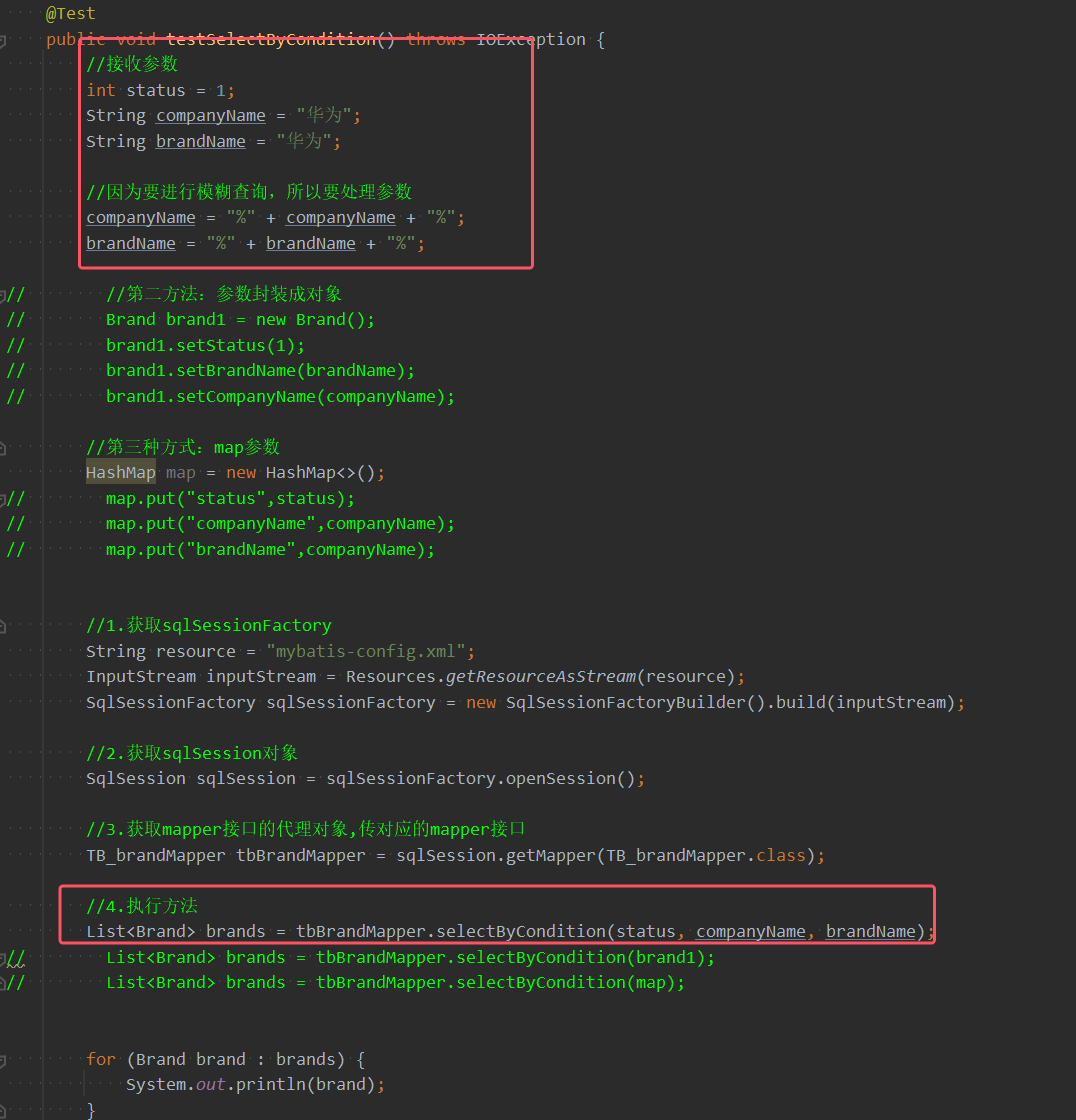 @Test
public void testSelectByCondition() throws IOException {
//接收参数
int status = 1;
String companyName = "华为";
String brandName = "华为";
//因为要进行模糊查询，所以要处理参数
companyName = "%" + companyName + "%";
brandName = "%" + brandName + "%";
// //第二方法：参数封装成对象
// Brand brand1 = new Brand();
// brand1.setStatus(1);
// brand1.setBrandName(brandName);
// brand1.setCompanyName(companyName);
//第三种方式：map参数
HashMap map = new HashMap<>();
// map.put("status",status);
// map.put("companyName",companyName);
// map.put("brandName",companyName);
//1.获取sqlSessionFactory
String resource = "mybatis-config.xml";
InputStream inputStream = Resources.getResourceAsStream(resource);
SqlSessionFactory sqlSessionFactory = new SqlSessionFactoryBuilder().build(inputStream);
//2.获取sqlSession对象
SqlSession sqlSession = sqlSessionFactory.openSession();
//3.获取mapper接口的代理对象,传对应的mapper接口
TB_brandMapper tbBrandMapper = sqlSession.getMapper(TB_brandMapper.class);
//4.执行方法
List<Brand> brands = tbBrandMapper.selectByCondition(status, companyName, brandName);
// List<Brand> brands = tbBrandMapper.selectByCondition(brand1);
// List<Brand> brands = tbBrandMapper.selectByCondition(map);
for (Brand brand : brands) {
System.out.println(brand);
}